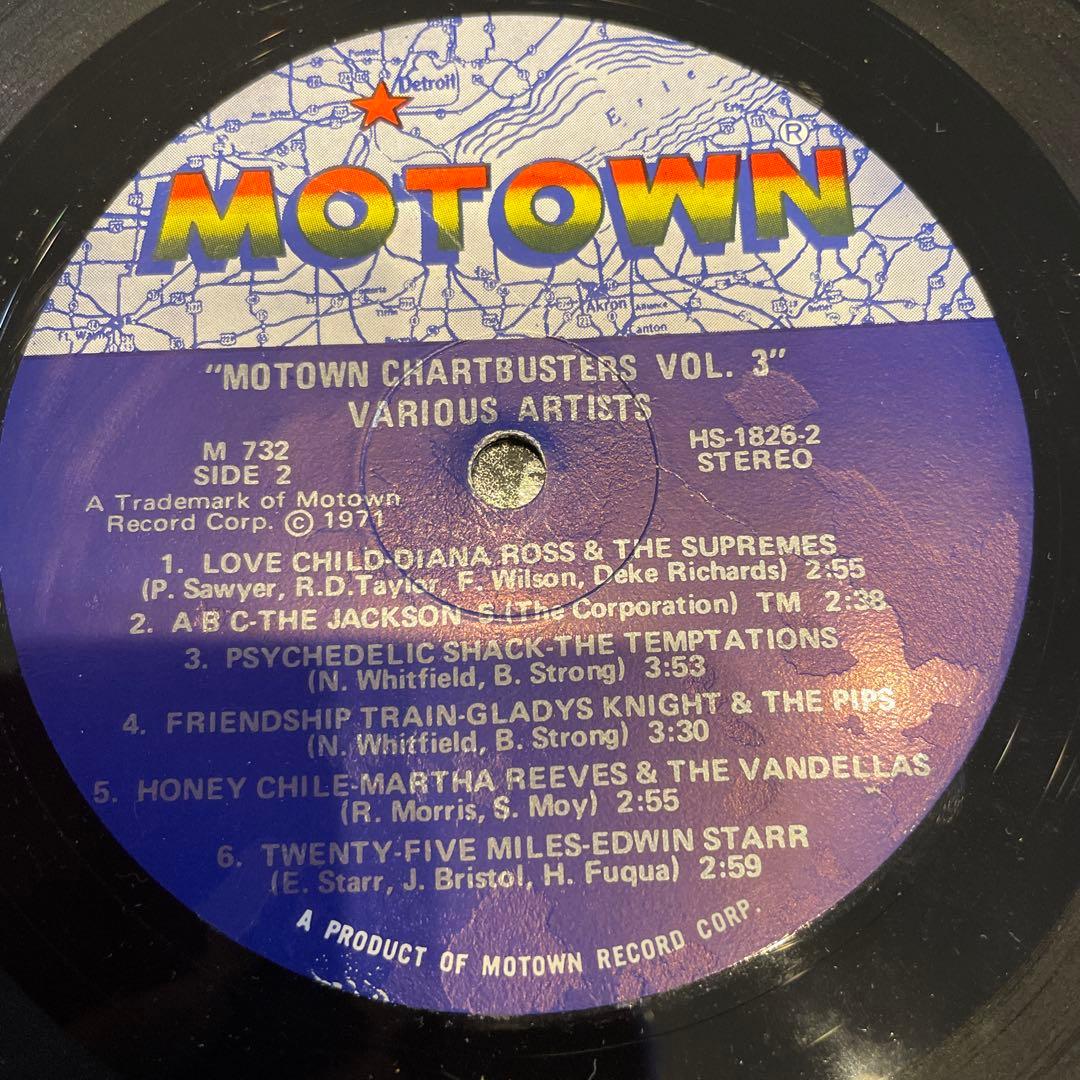 Detroit
Erie
MOTOWN®
Akron
"MOTOWN CHARTBUSTERS VOL. 3"
VARIOUS ARTISTS
M 732
SIDE 2
HS-1826-2
STEREO
A Trademark of Motown
Record Corp. © 1971
1. LOVE CHILD-DIANA ROSS & THE SUPREMES
(P. Sawyer, R.D. Taylor, F. Wilson, Deke Richards) 2:55
2. A B C-THE JACKSON 5 (The Corporation) TM 2:38
3. PSYCHEDELIC SHACK-THE TEMPTATIONS
(N. Whitfield, B. Strong) 3:53
4. FRIENDSHIP TRAIN-GLADYS KNIGHT & THE PIPS
(N. Whitfield, B. Strong) 3:30
5. HONEY CHILE-MARTHA REEVES & THE VANDELLAS
(R. Morris, S. Moy) 2:55
6. TWENTY-FIVE MILES-EDWIN STARR
(E. Starr, J. Bristol, H. Fuqua) 2:59
A PRODUCT OF MOTOWN RECORD CORP.